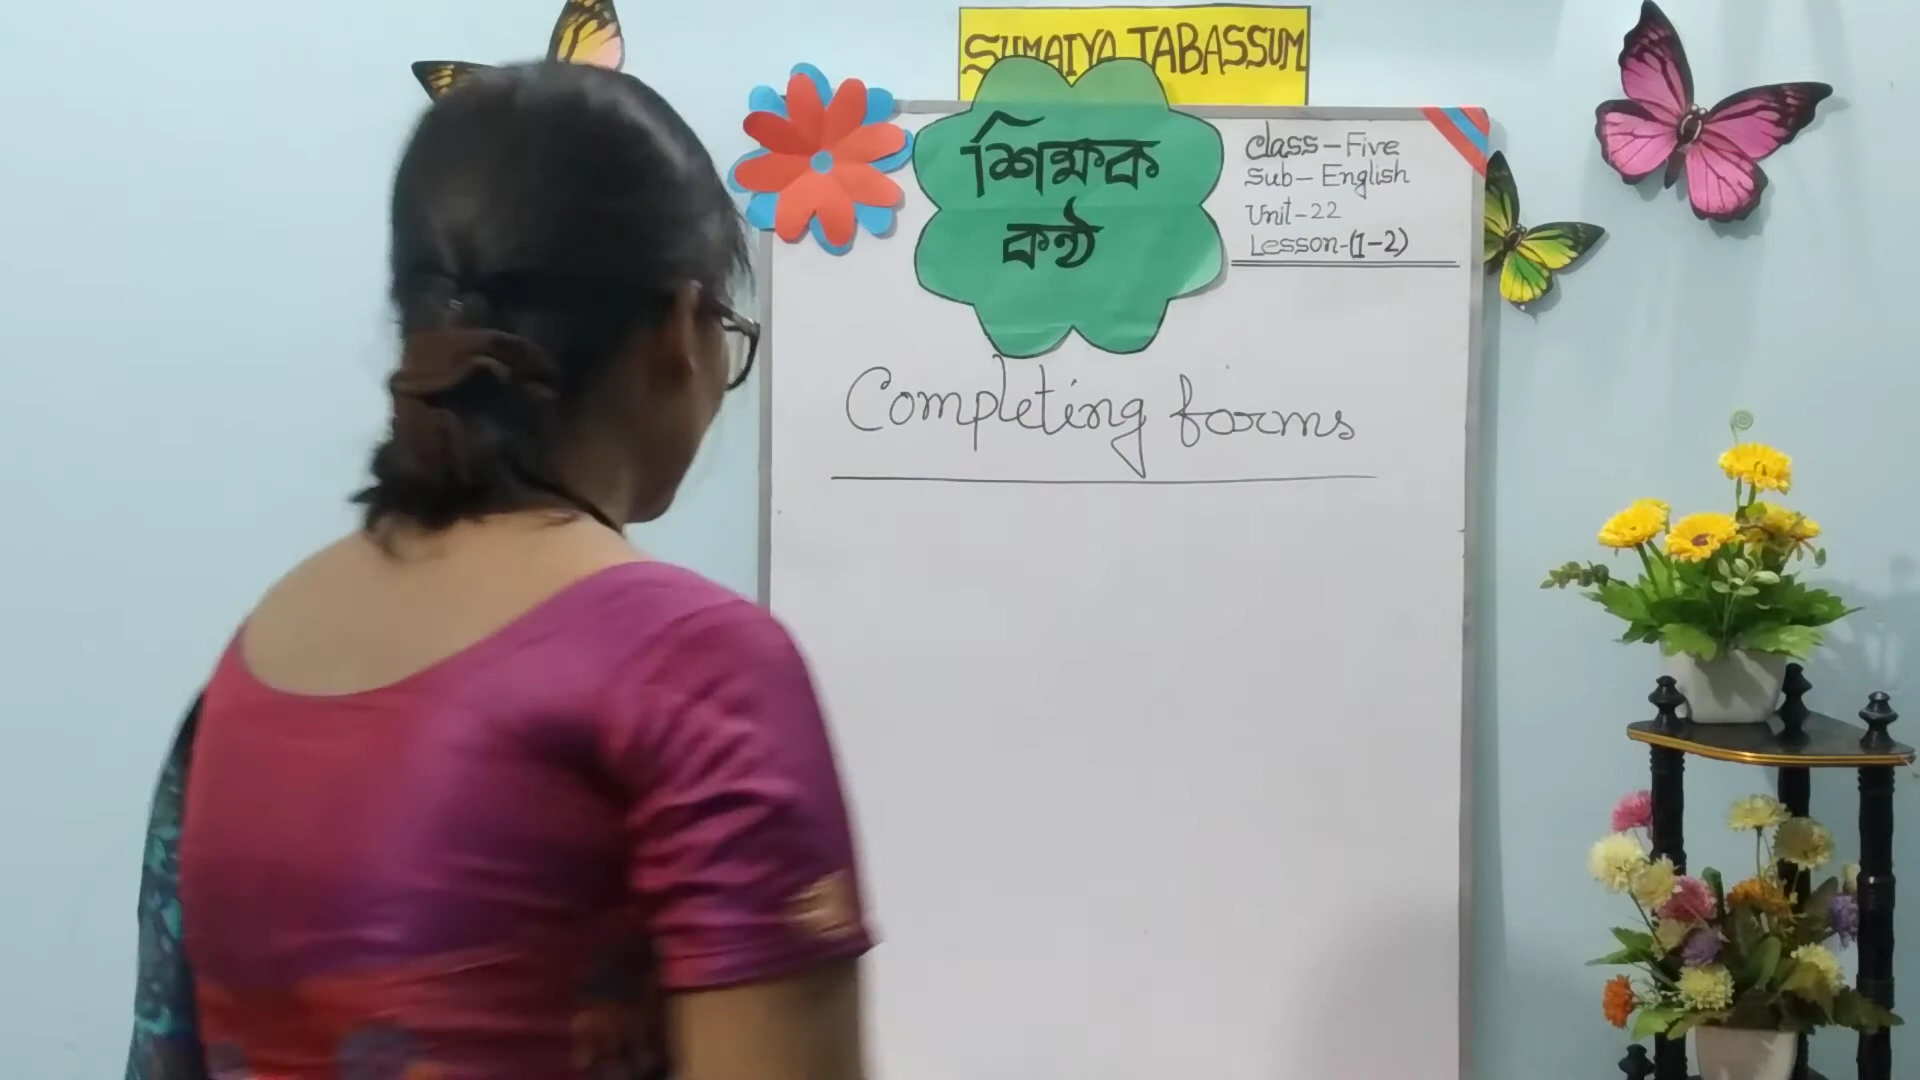 SUMAIYA TABASSUM
শিক্ষক
কণ্ঠ
Class-Five
Sub-English
Unit-22
Lesson-(1-2)
Completing forms